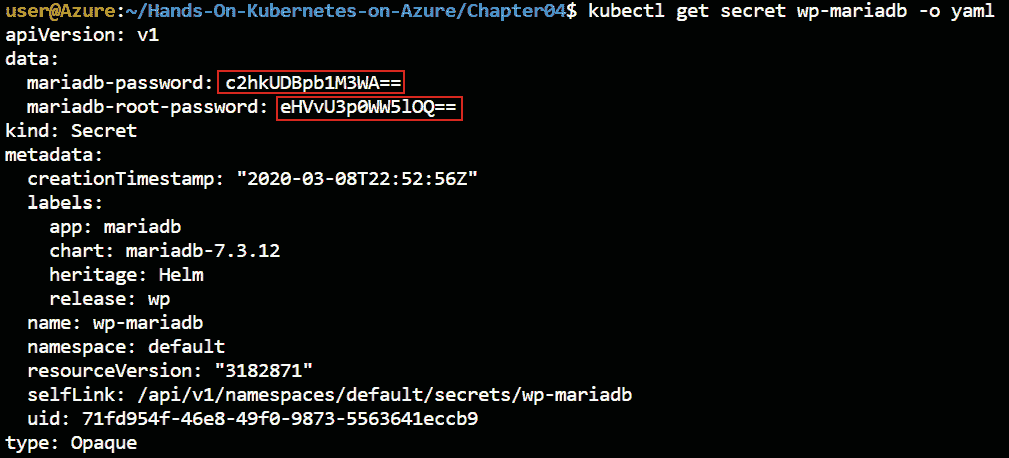 user@Azure:~/Hands-On-Kubernetes-on-Azure/Chapter04$ kubectl get secret wp-mariadb -o yaml
apiVersion: v1
data:
  mariadb-password: c2hkUDBpb1M3WA==
  mariadb-root-password: eHVvU3p0WW5lOQ==
kind: Secret
metadata:
  creationTimestamp: "2020-03-08T22:52:56Z"
  labels:
    app: mariadb
    chart: mariadb-7.3.12
    heritage: Helm
    release: wp
  name: wp-mariadb
  namespace: default
  resourceVersion: "3182871"
  selfLink: /api/v1/namespaces/default/secrets/wp-mariadb
  uid: 71fd954f-46e8-49f0-9873-5563641eccb9
type: Opaque